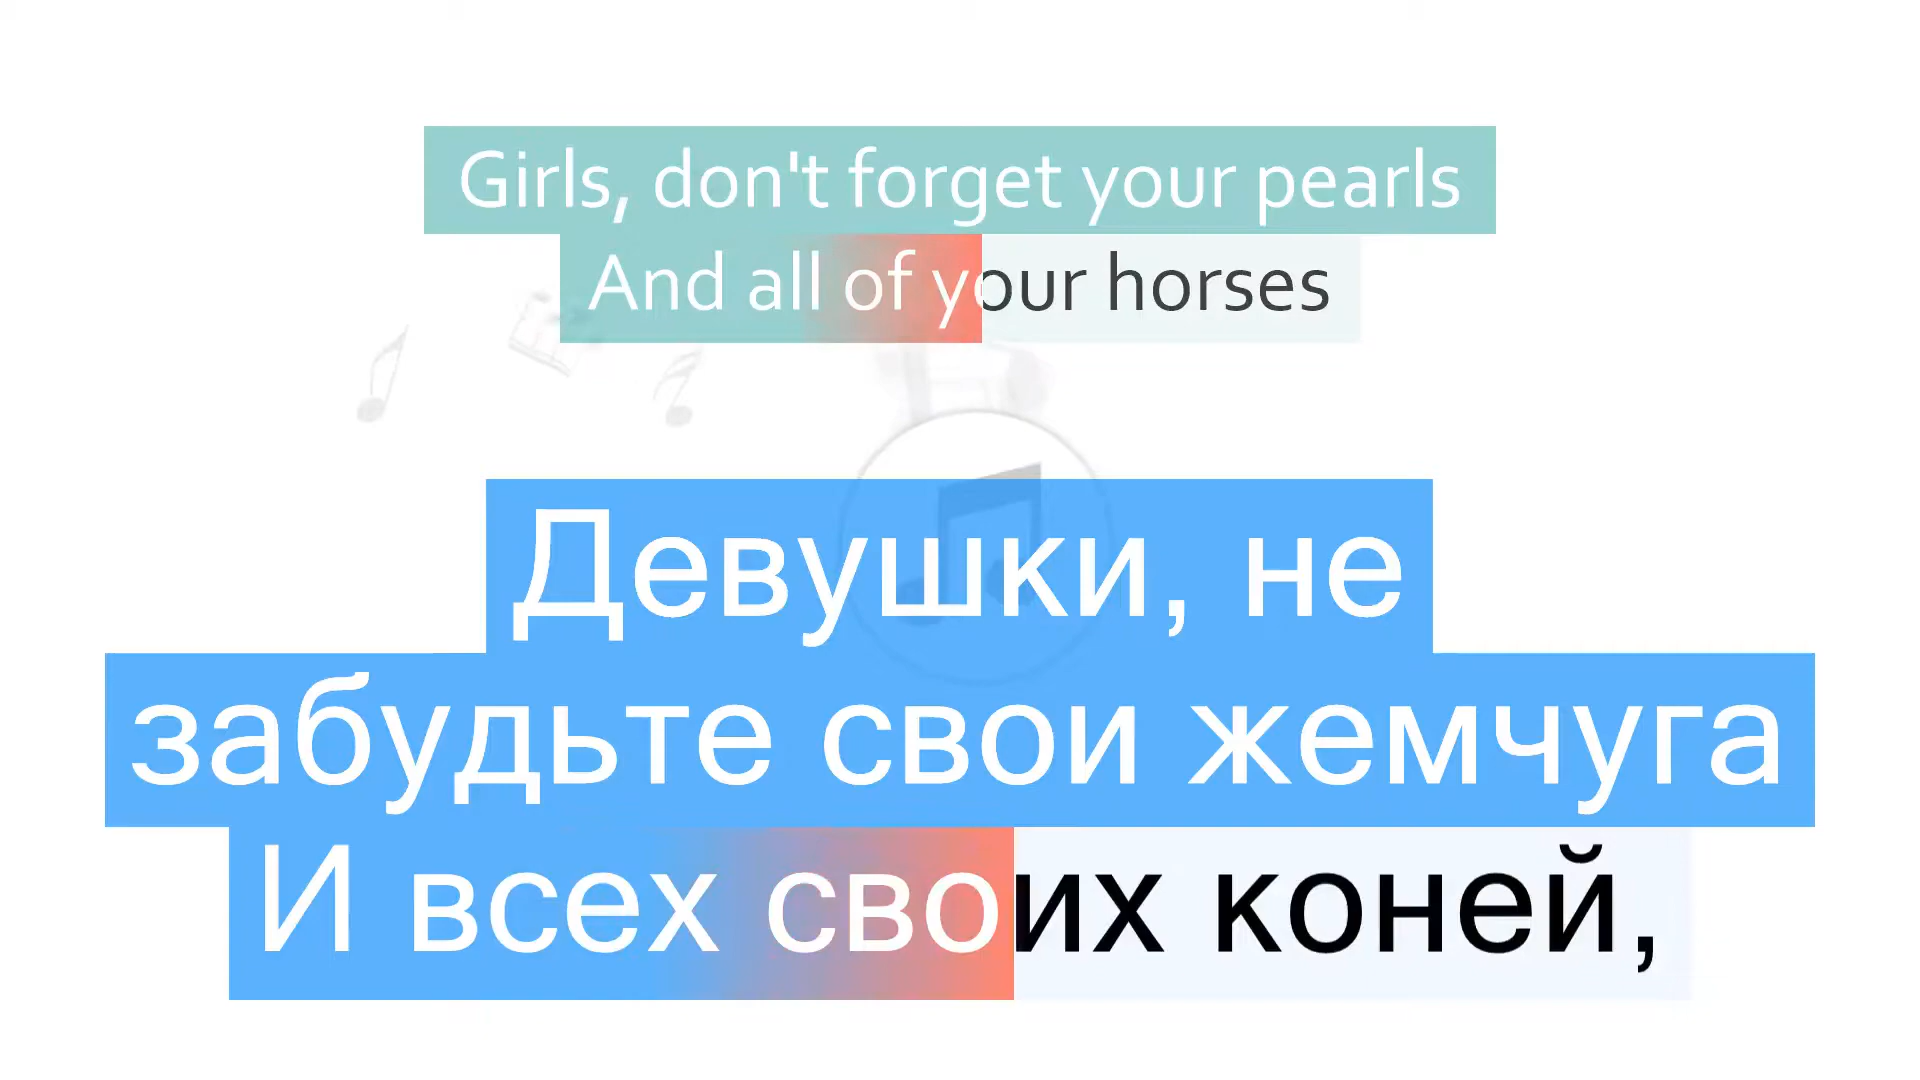 Girls, don't forget your pearls
And all of your horses
Девушки, не
забудьте свои жемчуга
И всех своих коней,